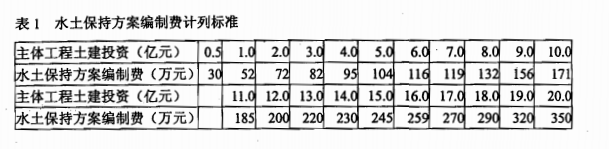 表1 水土保持方案编制费计列标准
主体工程土建投资（亿元） 0.5 1.0 2.0 3.0 4.0 5.0 6.0 7.0 8.0 9.0 10.0
水土保持方案编制费（万元） 30 52 72 82 95 104 116 119 132 156 171
主体工程土建投资（亿元） 11.0 12.0 13.0 14.0 15.0 16.0 17.0 18.0 19.0 20.0
水土保持方案编制费（万元） 185 200 220 230 245 259 270 290 320 350